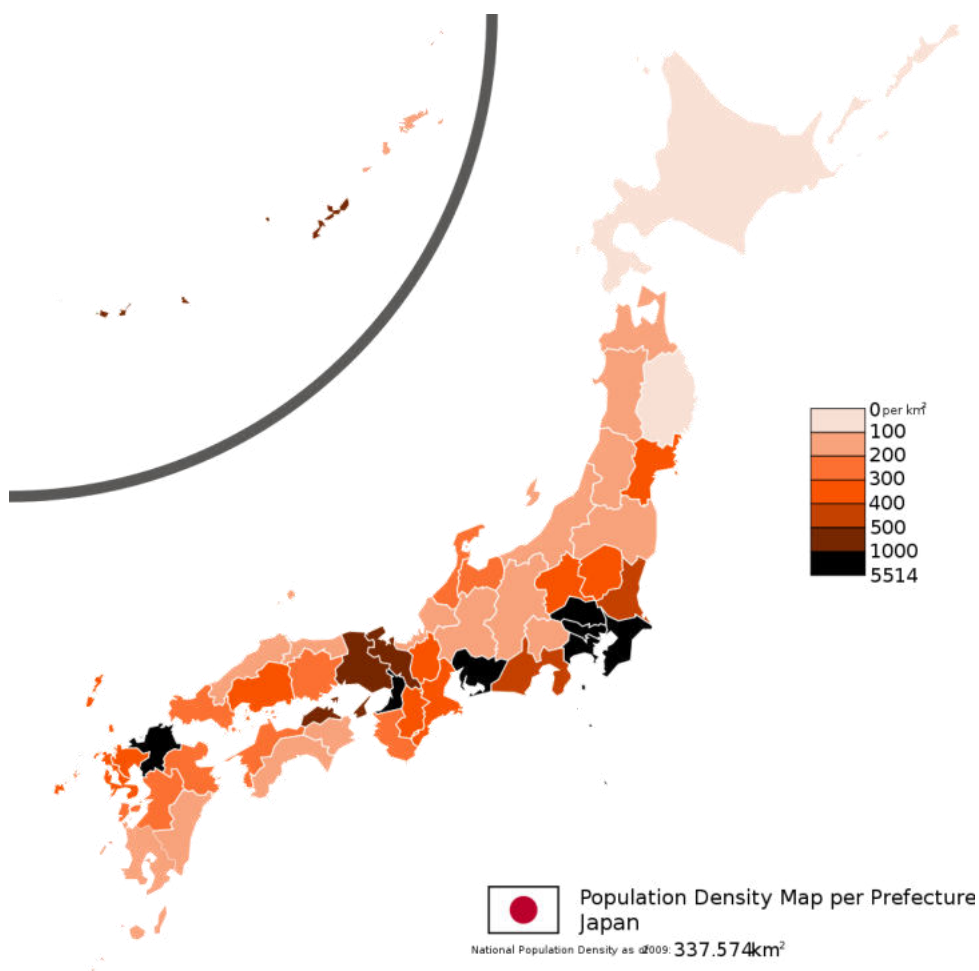 0 per km²
100
200
300
400
500
1000
5514
Population Density Map per Prefecture
Japan
National Population Density as of 2009: 337.574km²